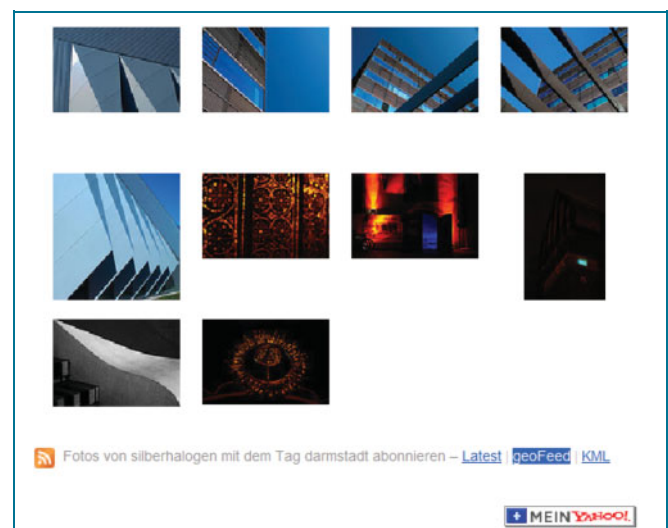 Fotos von silberhalogen mit dem Tag darmstadt abonnieren – Latest | geoFeed | KML
+ MEIN YAHOO!